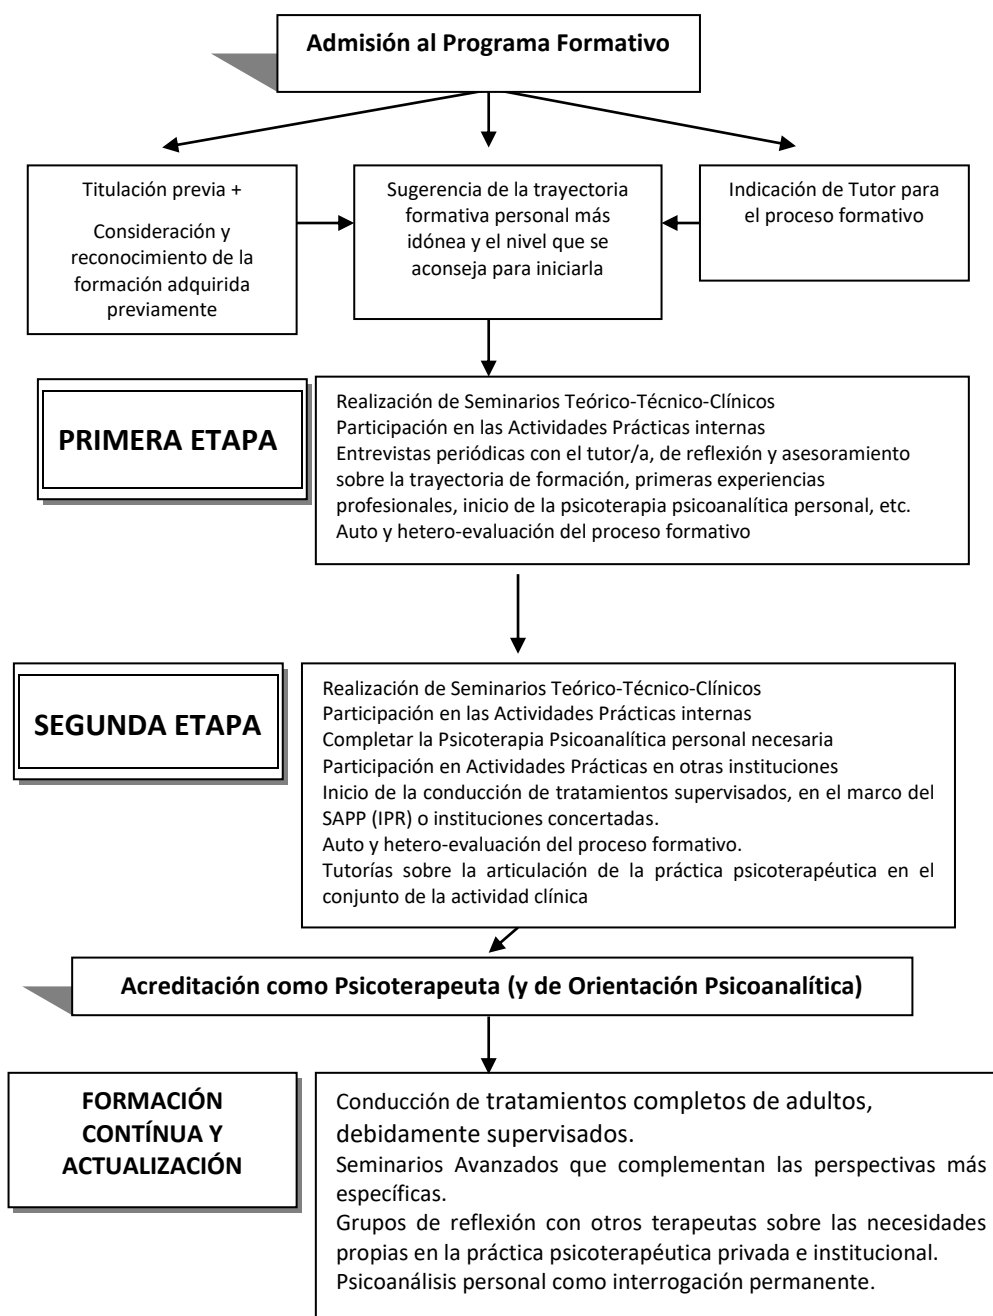 Admisión al Programa Formativo
Titulación previa +
Consideración y
reconocimiento de la
formación adquirida
previamente
Sugerencia de la trayectoria
formativa personal más
idónea y el nivel que se
aconseja para iniciarla
Indicación de Tutor para
el proceso formativo
PRIMERA ETAPA
Realización de Seminarios Teórico-Técnico-Clínicos
Participación en las Actividades Prácticas internas
Entrevistas periódicas con el tutor/a, de reflexión y asesoramiento
sobre la trayectoria de formación, primeras experiencias
profesionales, inicio de la psicoterapia psicoanalítica personal, etc.
Auto y hetero-evaluación del proceso formativo
SEGUNDA ETAPA
Realización de Seminarios Teórico-Técnico-Clínicos
Participación en las Actividades Prácticas internas
Completar la Psicoterapia Psicoanalítica personal necesaria
Participación en Actividades Prácticas en otras instituciones
Inicio de la conducción de tratamientos supervisados, en el marco del
SAPP (IPR) o instituciones concertadas.
Auto y hetero-evaluación del proceso formativo.
Tutorías sobre la articulación de la práctica psicoterapéutica en el
conjunto de la actividad clínica
Acreditación como Psicoterapeuta (y de Orientación Psicoanalítica)
FORMACIÓN
CONTÍNUA Y
ACTUALIZACIÓN
Conducción de tratamientos completos de adultos,
debidamente supervisados.
Seminarios Avanzados que complementan las perspectivas más
específicas.
Grupos de reflexión con otros terapeutas sobre las necesidades
propias en la práctica psicoterapéutica privada e institucional.
Psicoanálisis personal como interrogación permanente.